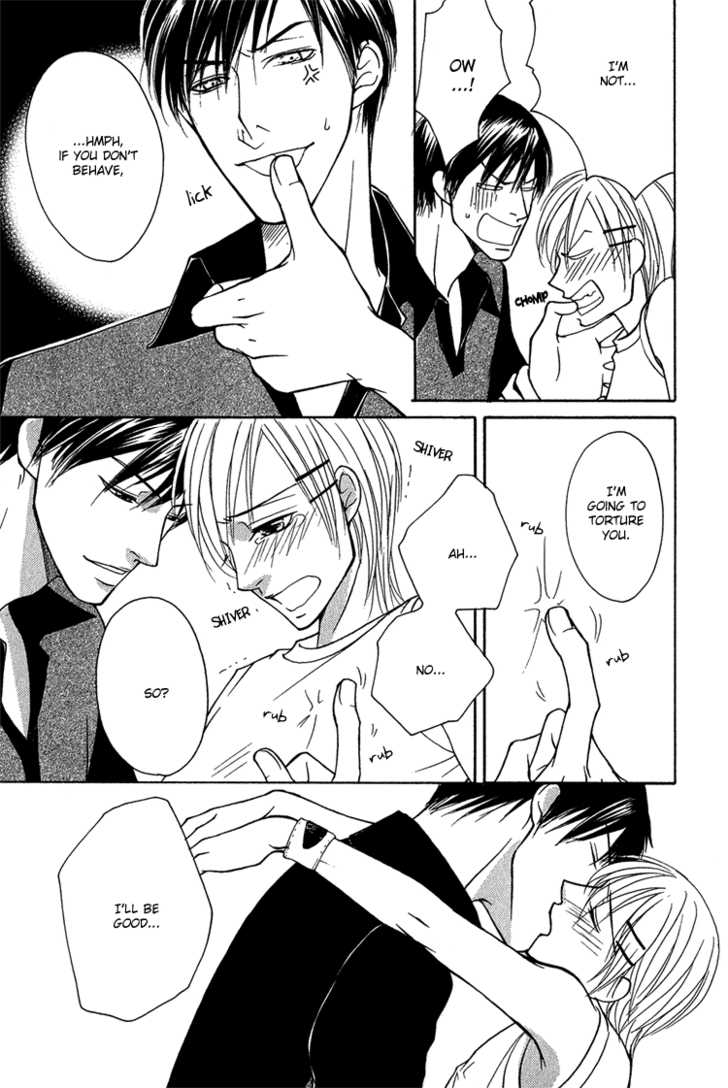 I'M
NOT...
OW
...!
CHOMP
...HMPH,
IF YOU DON'T
BEHAVE,
lick
I'M
GOING TO
TORTURE
YOU.
rub
rub
SHIVER
AH...
NO...
SHIVER
SO?
rub
rub
I'LL BE
GOOD...